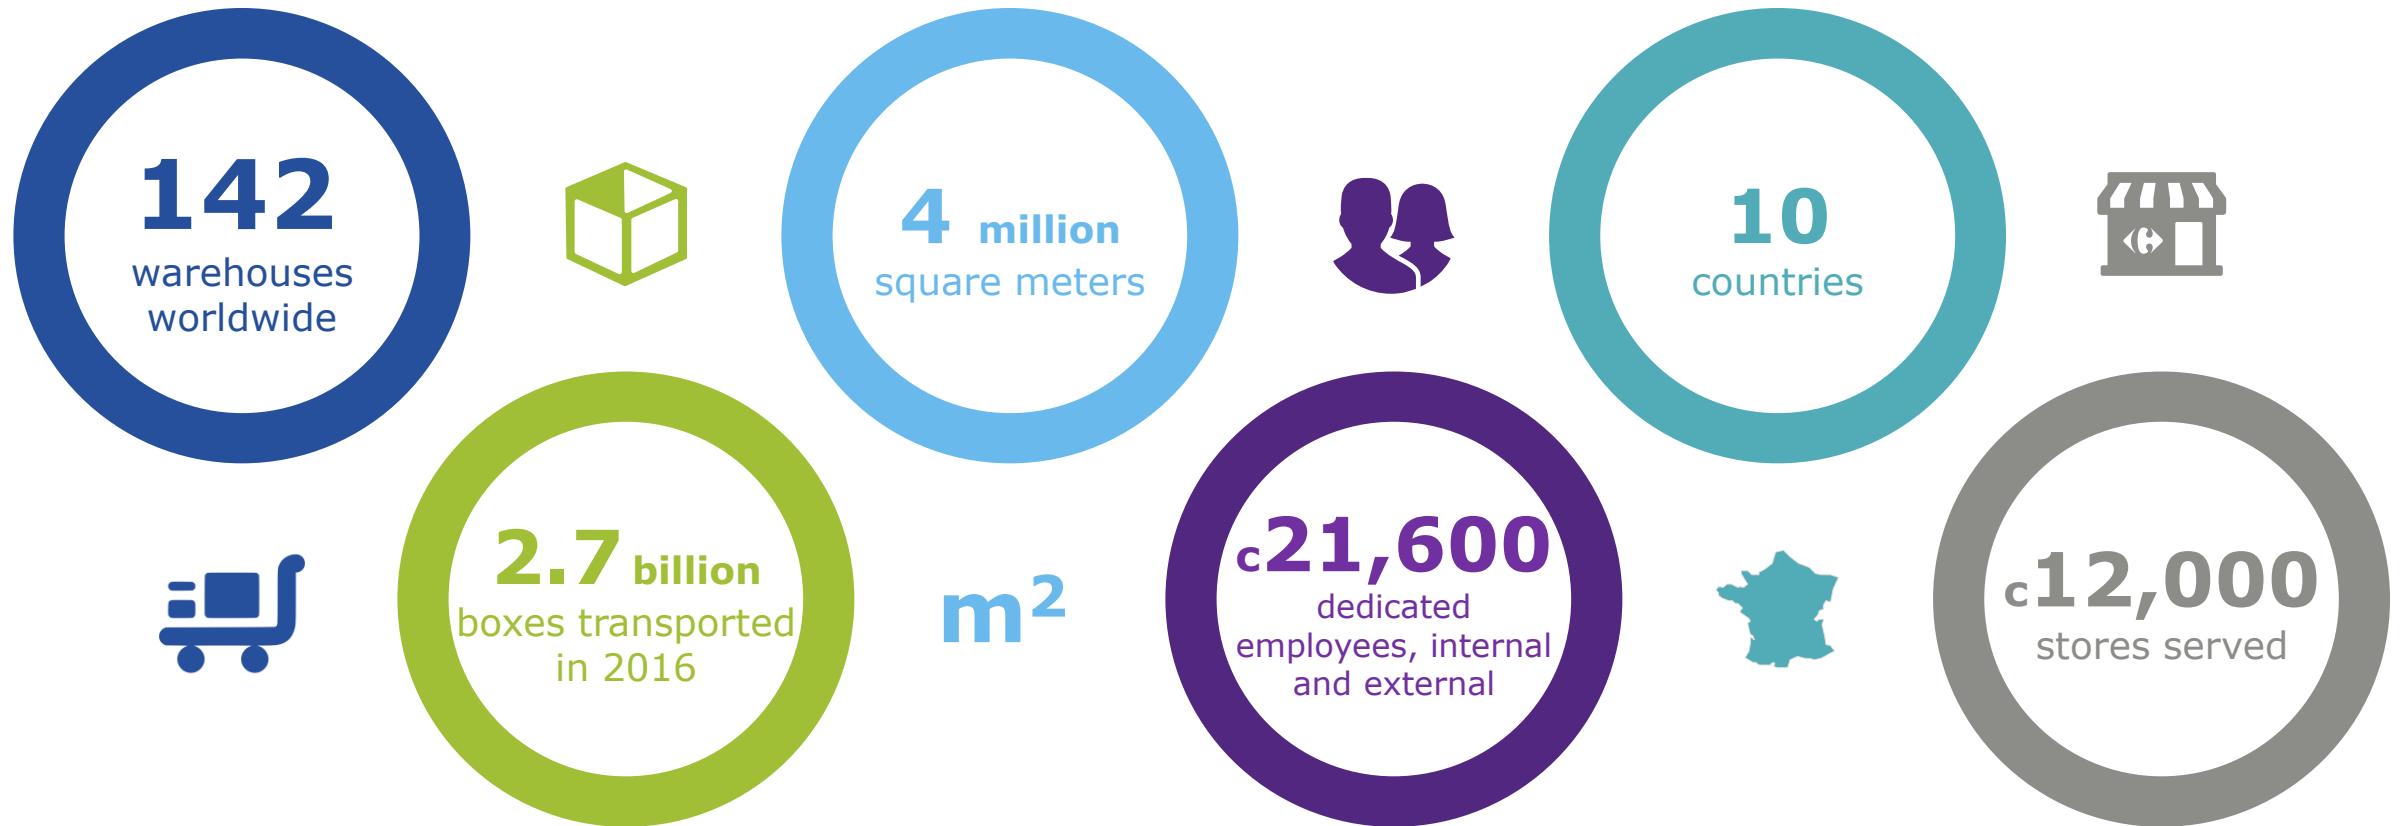 142
warehouses
worldwide
2.7 billion
boxes transported
in 2016
4 million
square meters
m²
c21,600
dedicated
employees, internal
and external
10
countries
c12,000
stores served